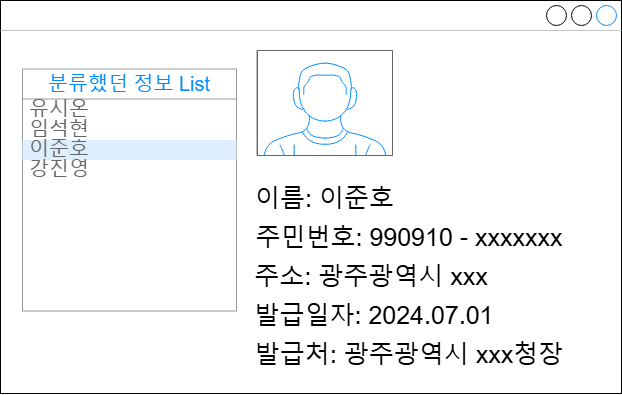 분류했던 정보 List
유시온
임석현
이준호
강진영
이름: 이준호
주민번호: 990910 - xxxxxxx
주소: 광주광역시 xxx
발급일자: 2024.07.01
발급처: 광주광역시 xxx청장